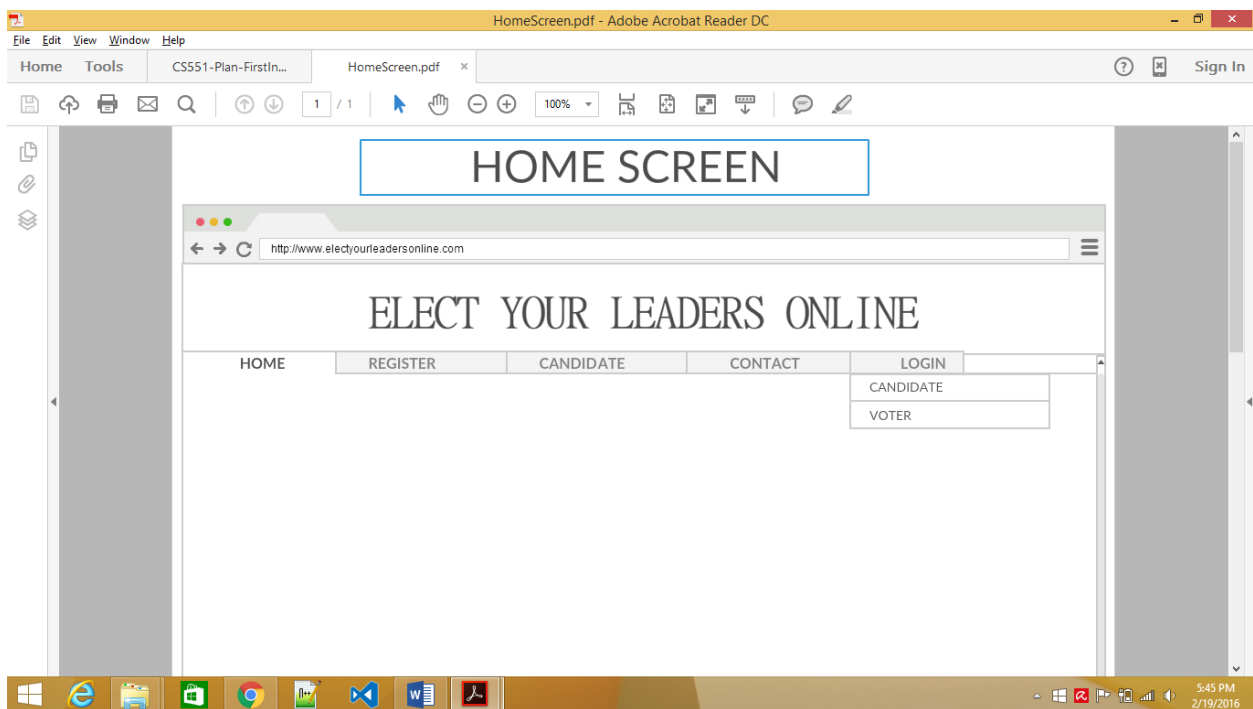 HomeScreen.pdf - Adobe Acrobat Reader DC
File Edit View Window Help
Home Tools CS551-Plan-FirstIn... HomeScreen.pdf × Sign In
1 / 1 100%
HOME SCREEN
http://www.electyourleadersonline.com
ELECT YOUR LEADERS ONLINE
HOME REGISTER CANDIDATE CONTACT LOGIN
CANDIDATE
VOTER
5:45 PM
2/19/2016